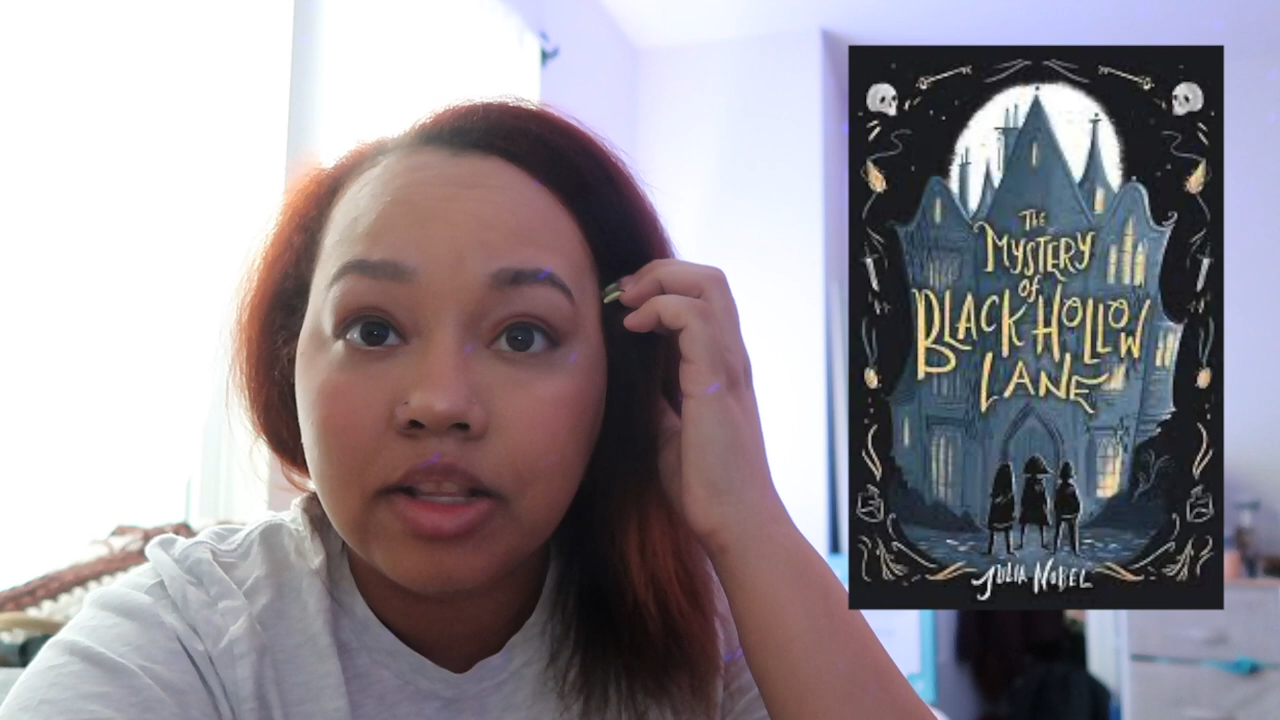 THE
MYSTERY
OF
BLACK HOLLOW
LANE
JULIA NOBEL